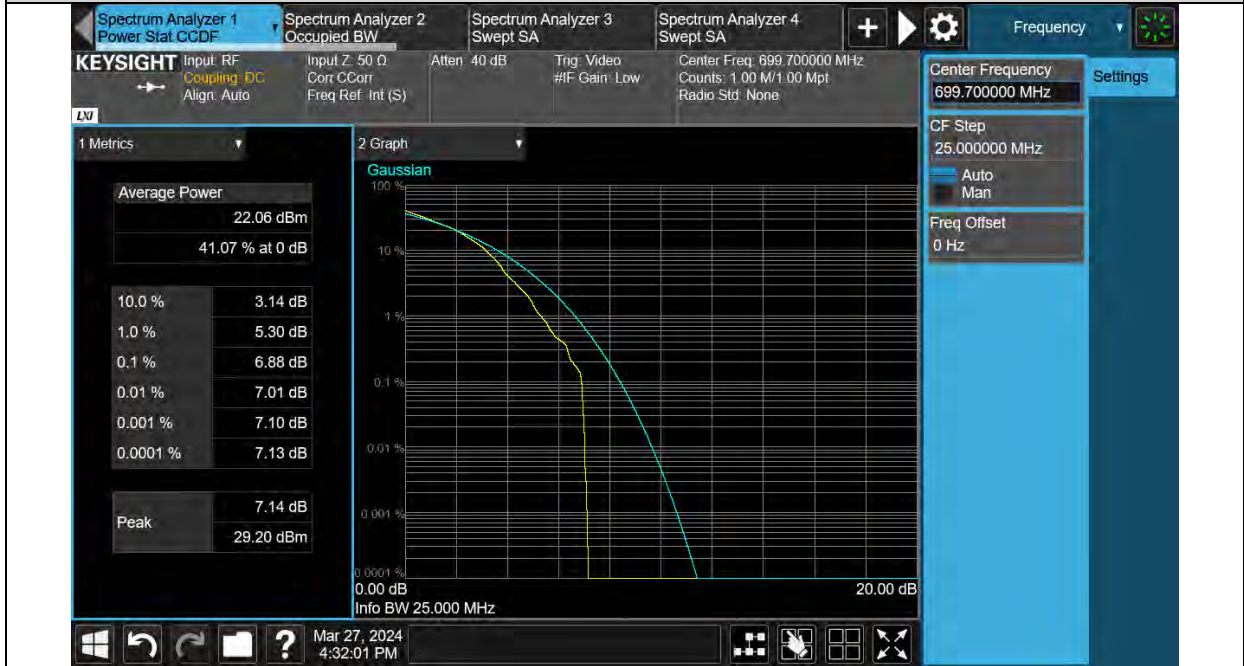 Spectrum Analyzer 1
Power Stat CCDF
Spectrum Analyzer 2
Occupied BW
Spectrum Analyzer 3
Swept SA
Spectrum Analyzer 4
Swept SA
Frequency
KEYSIGHT
Input: RF
Coupling: DC
Align: Auto
Input Z: 50 Ω
Corr CCorr
Freq Ref: Int (S)
Atten: 40 dB
Trig: Video
#IF Gain: Low
Center Freq: 699.700000 MHz
Counts: 1.00 M/1.00 Mpt
Radio Std: None
LXI
Center Frequency
699.700000 MHz
Settings
CF Step
25.000000 MHz
Auto
Man
Freq Offset
0 Hz
1 Metrics
Average Power
22.06 dBm
41.07 % at 0 dB
10.0 % 3.14 dB
1.0 % 5.30 dB
0.1 % 6.88 dB
0.01 % 7.01 dB
0.001 % 7.10 dB
0.0001 % 7.13 dB
Peak
7.14 dB
29.20 dBm
2 Graph
Gaussian
100 %
10 %
1 %
0.1 %
0.01 %
0.001 %
0.0001 %
0.00 dB
20.00 dB
Info BW 25.000 MHz
?
Mar 27, 2024
4:32:01 PM